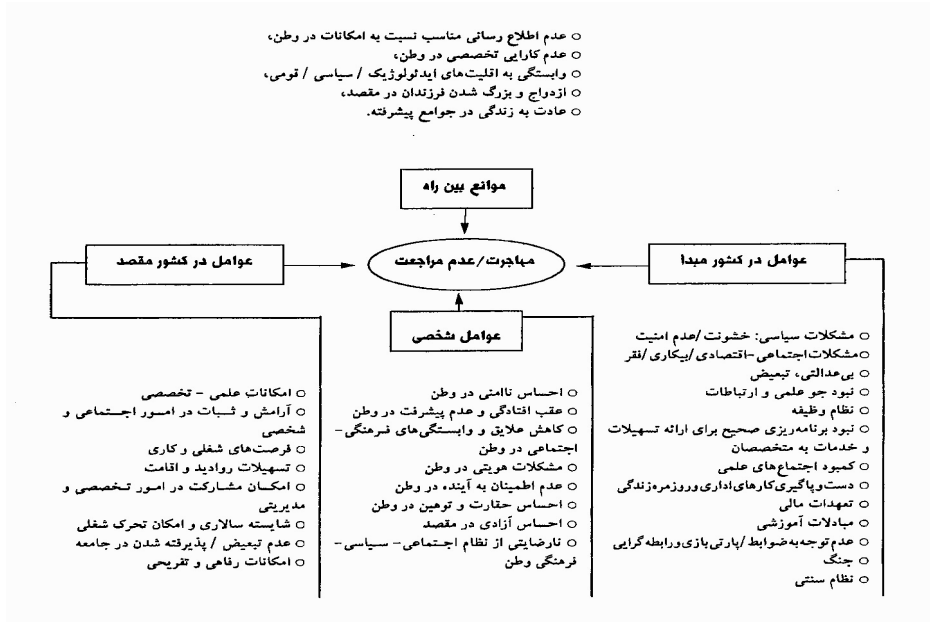 ○ عدم اطلاع رسانی مناسب نسبت به امکانات در وطن،
○ عدم کارایی تخصصی در وطن،
○ وابستگی به اقلیت‌های ایدئولوژیک / سیاسی / قومی،
○ ازدواج و بزرگ شدن فرزندان در مقصد،
○ عادت به زندگی در جوامع پیشرفته.
موانع بین راه
عوامل در کشور مبدأ
مهاجرت/عدم مراجعت
عوامل در کشور مقصد
عوامل شخصی
○ مشکلات سیاسی: خشونت /عدم امنیت
○ مشکلات اجتماعی-اقتصادی/بیکاری/فقر
○ بی‌عدالتی، تبعیض
○ نبود جو علمی و ارتباطات
○ نظام وظیفه
○ نبود برنامه‌ریزی صحیح برای ارائه تسهیلات
و خدمات به متخصصان
○ کمبود اجتماع‌های علمی
○ دست‌و‌پاگیری‌کارهای‌اداری‌وروزمره‌زندگی
○ تعهدات مالی
○ مبادلات آموزشی
○ عدم‌توجه‌به‌ضوابط/پارتی‌بازی‌ورابطه‌گرایی
○ جنگ
○ نظام سنتی
○ احساس ناامنی در وطن
○ عقب افتادگی و عدم پیشرفت در وطن
○ کاهش علایق و وابستگی‌های فرهنگی-
اجتماعی در وطن
○ مشکلات هویتی در وطن
○ عدم اطمینان به آینده در وطن
○ احساس حقارت و توهین در وطن
○ احساس آزادی در مقصد
○ نارضایتی از نظام اجتماعی- سیاسی-
فرهنگی وطن
○ امکانات علمی - تخصصی
○ آرامش و ثبات در امور اجتماعی و
شخصی
○ فرصت‌های شغلی و کاری
○ تسهیلات روادید و اقامت
○ امکان مشارکت در امور تخصصی و
مدیریتی
○ شایسته سالاری و امکان تحرک شغلی
○ عدم تبعیض / پذیرفته شدن در جامعه
○ امکانات رفاهی و تفریحی